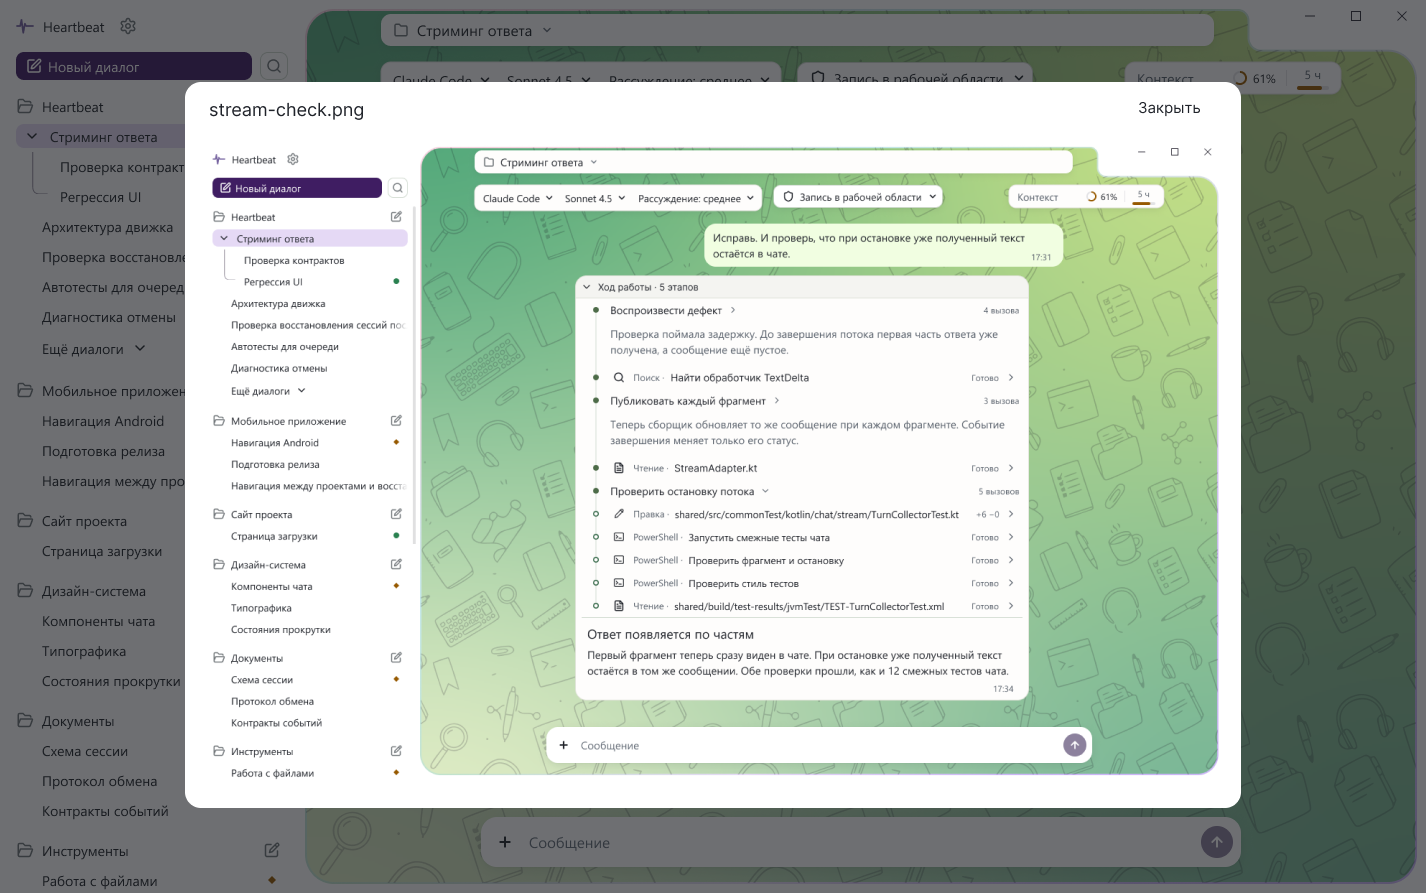 Heartbeat
Новый диалог
Heartbeat
Стриминг ответа
Проверка контракт
Регрессия UI
Архитектура движка
Проверка восстановле
Автотесты для очеред
Диагностика отмены
Ещё диалоги
Мобильное приложен
Навигация Android
Подготовка релиза
Навигация между про
Сайт проекта
Страница загрузки
Дизайн-система
Компоненты чата
Типографика
Состояния прокрутки
Документы
Схема сессии
Протокол обмена
Контракты событий
Инструменты
Работа с файлами
Стриминг ответа
Claude Code Sonnet 4.5 Рассуждение: среднее Запись в рабочей области
Контекст 61% 5 ч
stream-check.png
Закрыть
Heartbeat
Новый диалог
Heartbeat
Стриминг ответа
Проверка контрактов
Регрессия UI
Архитектура движка
Проверка восстановления сессий пос
Автотесты для очереди
Диагностика отмены
Ещё диалоги
Мобильное приложение
Навигация Android
Подготовка релиза
Навигация между проектами и восста
Сайт проекта
Страница загрузки
Дизайн-система
Компоненты чата
Типографика
Состояния прокрутки
Документы
Схема сессии
Протокол обмена
Контракты событий
Инструменты
Работа с файлами
Стриминг ответа
Claude Code Sonnet 4.5 Рассуждение: среднее Запись в рабочей области
Контекст 61% 5 ч
Исправь. И проверь, что при остановке уже полученный текст
остаётся в чате.
17:31
Ход работы · 5 этапов
Воспроизвести дефект 4 вызова
Проверка поймала задержку. До завершения потока первая часть ответа уже
получена, а сообщение ещё пустое.
Поиск · Найти обработчик TextDelta Готово
Публиковать каждый фрагмент 3 вызова
Теперь сборщик обновляет то же сообщение при каждом фрагменте. Событие
завершения меняет только его статус.
Чтение · StreamAdapter.kt Готово
Проверить остановку потока 5 вызовов
Правка · shared/src/commonTest/kotlin/chat/stream/TurnCollectorTest.kt +6 −0
PowerShell · Запустить смежные тесты чата Готово
PowerShell · Проверить фрагмент и остановку Готово
PowerShell · Проверить стиль тестов Готово
Чтение · shared/build/test-results/jvmTest/TEST-TurnCollectorTest.xml Готово
Ответ появляется по частям
Первый фрагмент теперь сразу виден в чате. При остановке уже полученный текст
остаётся в том же сообщении. Обе проверки прошли, как и 12 смежных тестов чата.
17:34
Сообщение
Сообщение